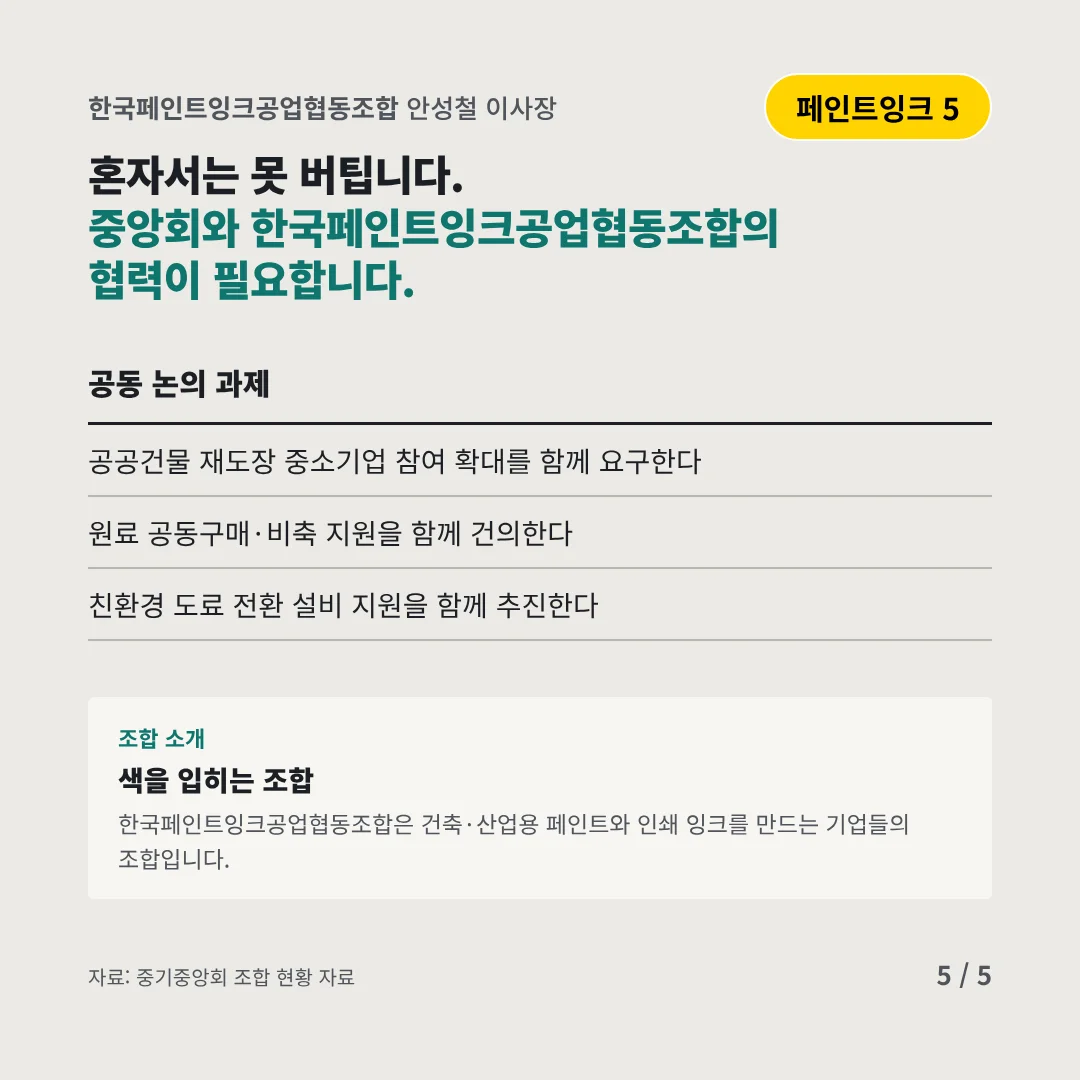 한국페인트잉크공업협동조합 안성철 이사장
페인트잉크 5
혼자서는 못 버팁니다.
중앙회와 한국페인트잉크공업협동조합의
협력이 필요합니다.
공동 논의 과제
공공건물 재도장 중소기업 참여 확대를 함께 요구한다
원료 공동구매·비축 지원을 함께 건의한다
친환경 도료 전환 설비 지원을 함께 추진한다
조합 소개
색을 입히는 조합
한국페인트잉크공업협동조합은 건축·산업용 페인트와 인쇄 잉크를 만드는 기업들의
조합입니다.
자료: 중기중앙회 조합 현황 자료
5 / 5